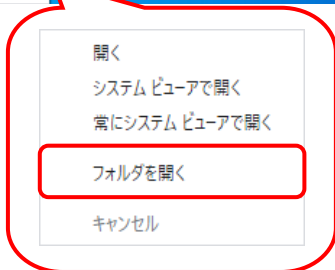 開く
システム ビューアで開く
常にシステム ビューアで開く
フォルダを開く
キャンセル